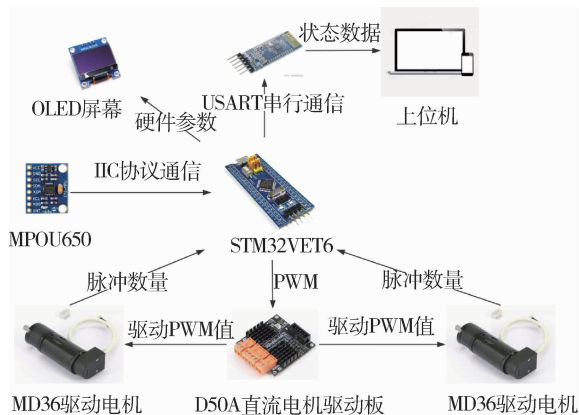 状态数据
OLED屏幕
USART串行通信
上位机
硬件参数
IIC协议通信
MPOU650
STM32VET6
脉冲数量
PWM
脉冲数量
驱动PWM值
驱动PWM值
MD36驱动电机
D50A直流电机驱动板
MD36驱动电机